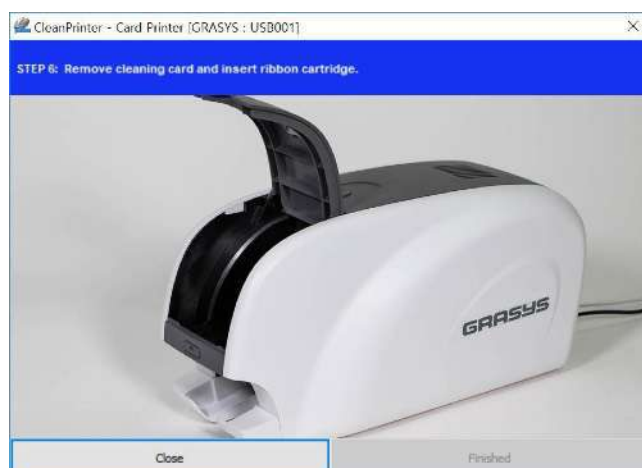 CleanPrinter - Card Printer [GRASYS : USB001]
STEP 6: Remove cleaning card and insert ribbon cartridge.
GRASYS
Close
Finished